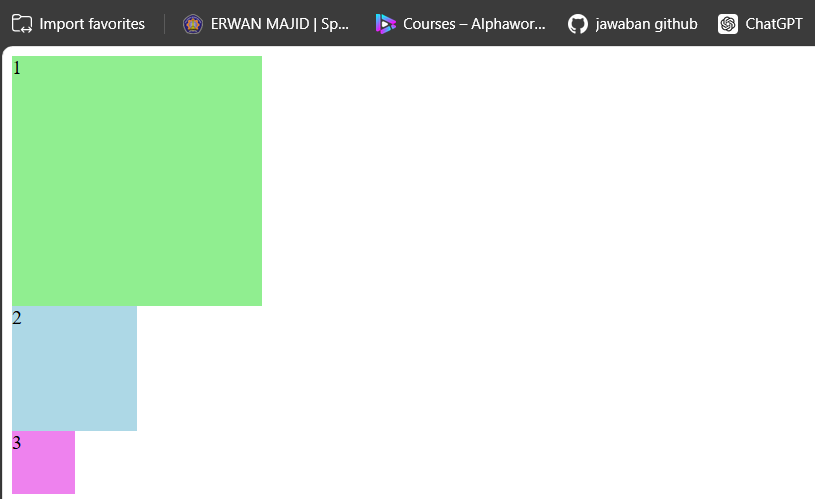 Import favorites ERWAN MAJID | Sp... Courses – Alphawor... jawaban github ChatGPT
1
2
3